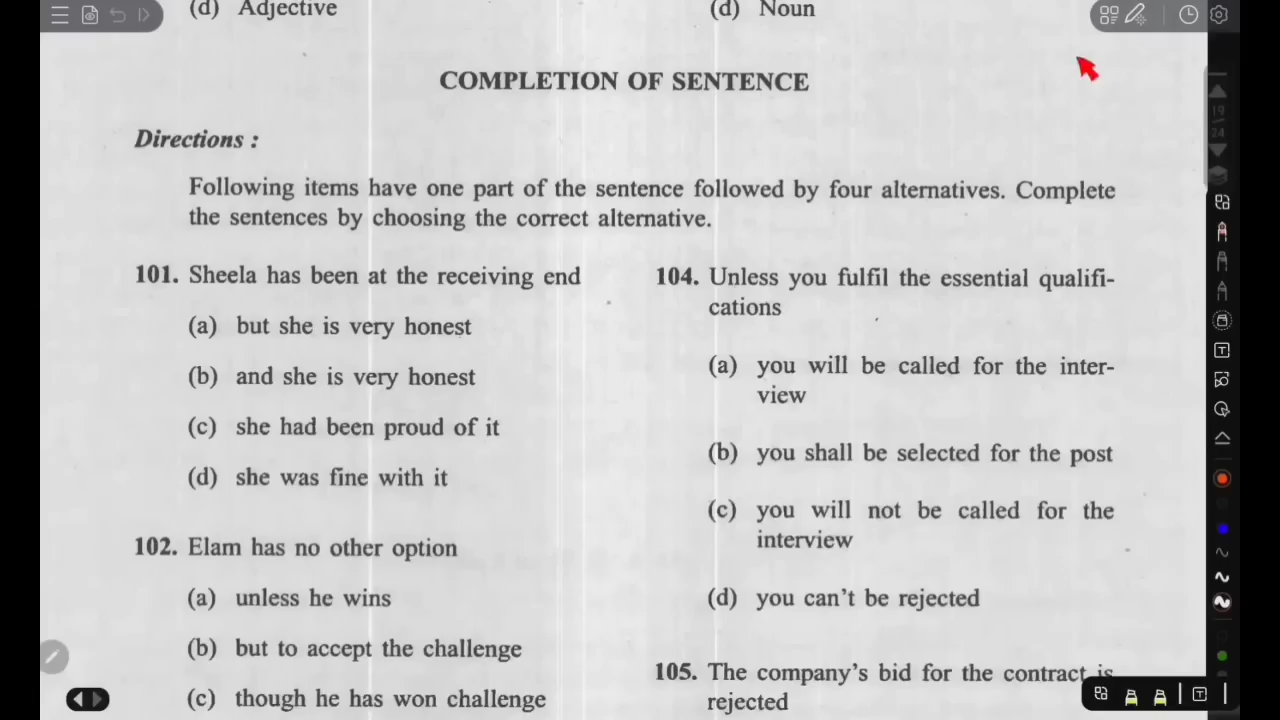 (d) Adjective
(d) Noun
COMPLETION OF SENTENCE
Directions :
Following items have one part of the sentence followed by four alternatives. Complete
the sentences by choosing the correct alternative.
101. Sheela has been at the receiving end
(a) but she is very honest
(b) and she is very honest
(c) she had been proud of it
(d) she was fine with it
102. Elam has no other option
(a) unless he wins
(b) but to accept the challenge
(c) though he has won challenge
104. Unless you fulfil the essential qualifi-
cations
(a) you will be called for the inter-
view
(b) you shall be selected for the post
(c) you will not be called for the
interview
(d) you can't be rejected
105. The company's bid for the contract is
rejected
19
24